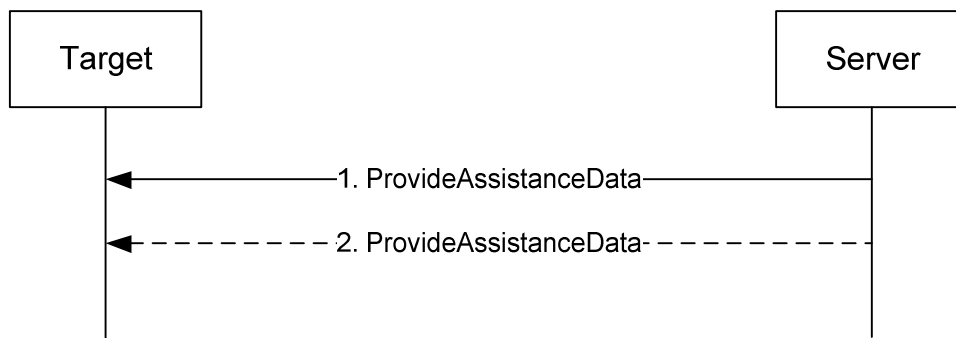 Target
Server
1. ProvideAssistanceData
2. ProvideAssistanceData